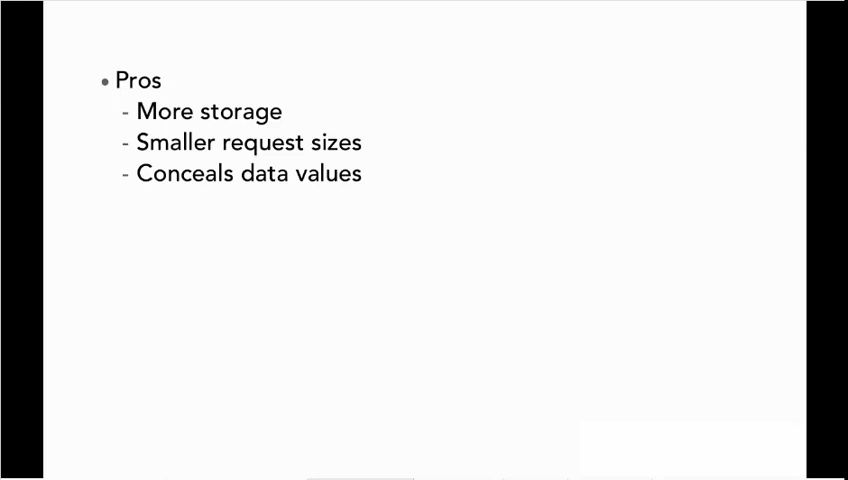 • Pros
- More storage
- Smaller request sizes
- Conceals data values